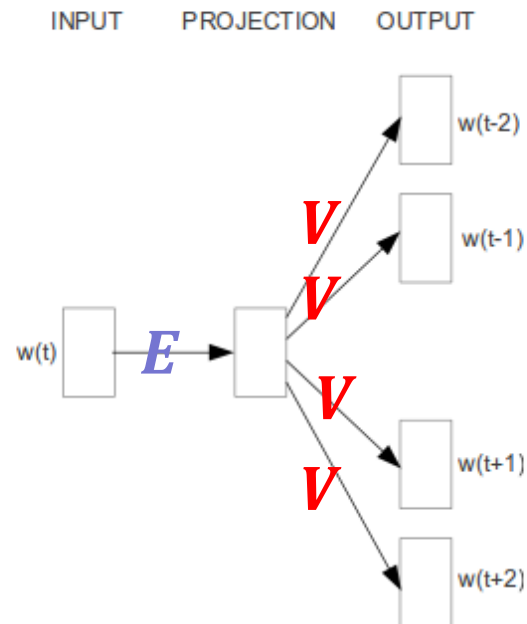 INPUT PROJECTION OUTPUT
w(t-2)
V
w(t-1)
V
w(t)
E
V
w(t+1)
V
w(t+2)